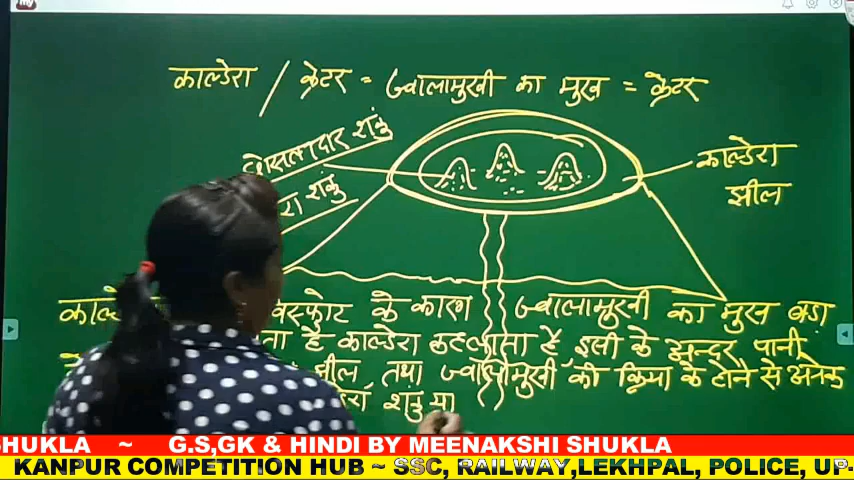 काल्डेरा / क्रेटर = ज्वालामुखी का मुख = क्रेटर
घोसलादार शंकु
रा शंकु
काल्डेरा
झील
के कारण ज्वालामुखी का मुख बड़ा
ता है काल्डेरा कहलाता है, इसी के अन्दर पानी
झील तथा ज्वालामुखी की क्रिया के होने से अनेक
शंकु या
SHUKLA ~ G.S,GK & HINDI BY MEENAKSHI SHUKLA
KANPUR COMPETITION HUB ~ SSC, RAILWAY,LEKHPAL, POLICE, UP-